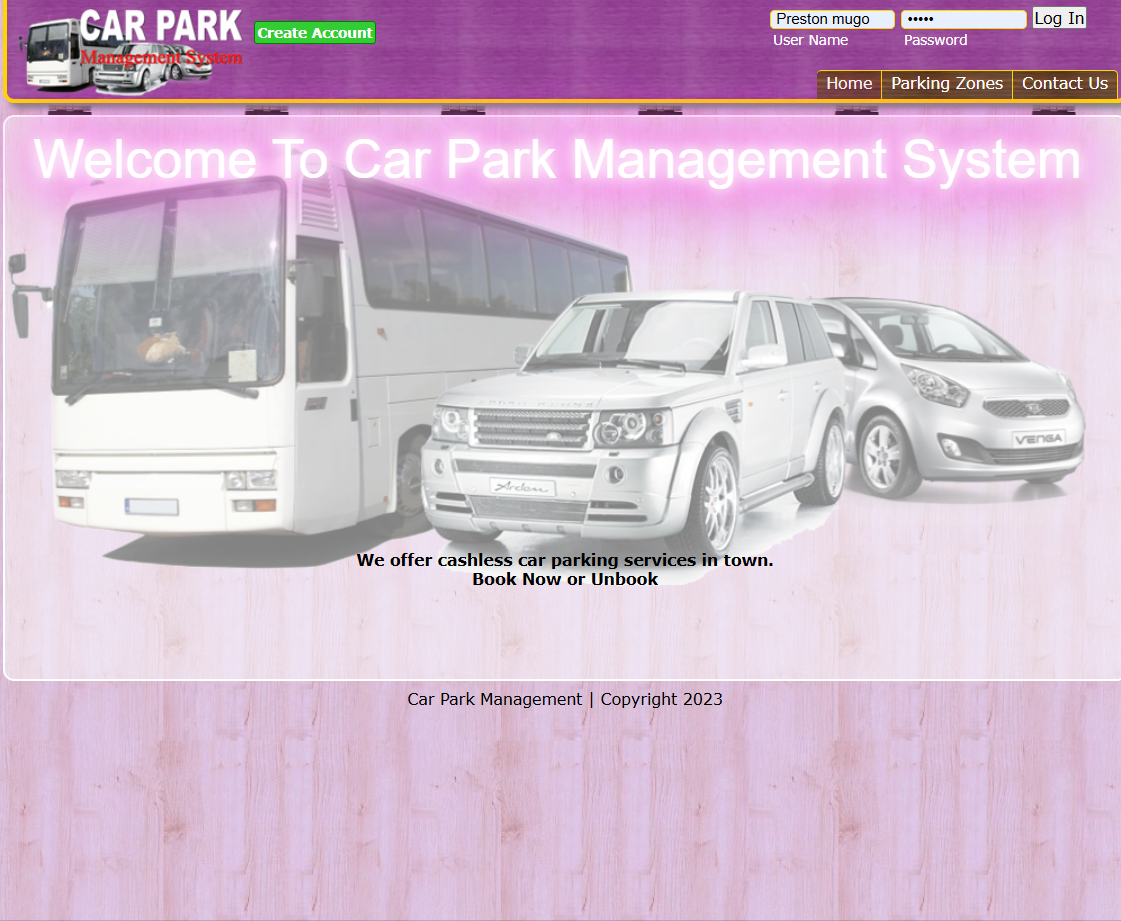 CAR PARK
Management System
Create Account
Preston mugo
•••••
Log In
User Name
Password
Home
Parking Zones
Contact Us
Welcome To Car Park Management System
Arden
VENGA
We offer cashless car parking services in town.
Book Now or Unbook
Car Park Management | Copyright 2023